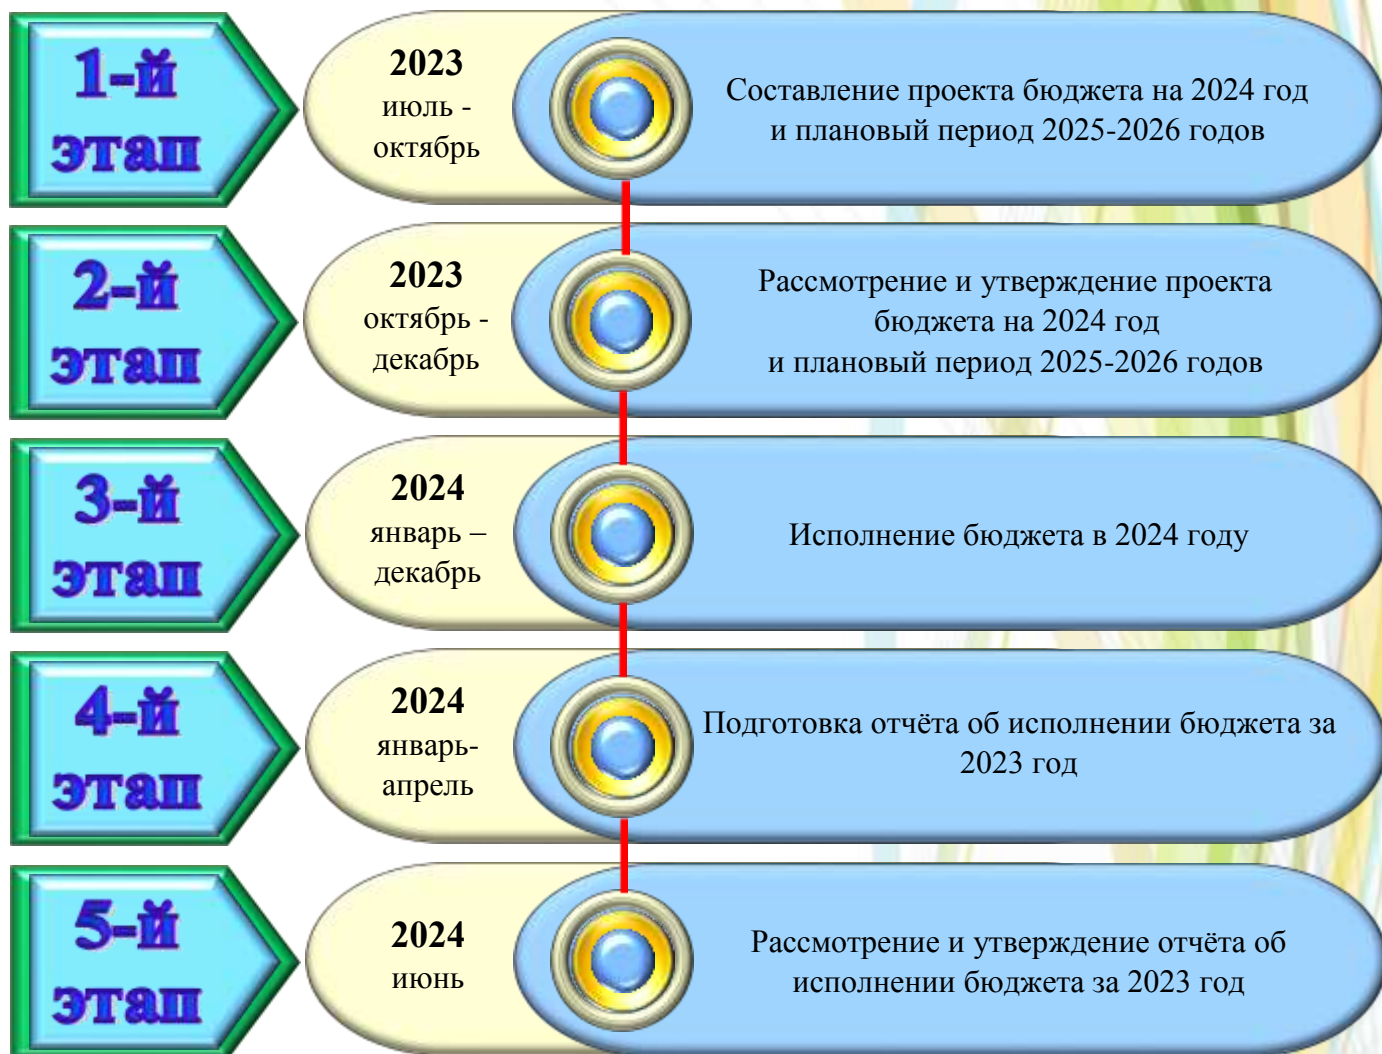 1-й
этап
2023
июль -
октябрь
Составление проекта бюджета на 2024 год
и плановый период 2025-2026 годов
2-й
этап
2023
октябрь -
декабрь
Рассмотрение и утверждение проекта
бюджета на 2024 год
и плановый период 2025-2026 годов
3-й
этап
2024
январь –
декабрь
Исполнение бюджета в 2024 году
4-й
этап
2024
январь-
апрель
Подготовка отчёта об исполнении бюджета за
2023 год
5-й
этап
2024
июнь
Рассмотрение и утверждение отчёта об
исполнении бюджета за 2023 год